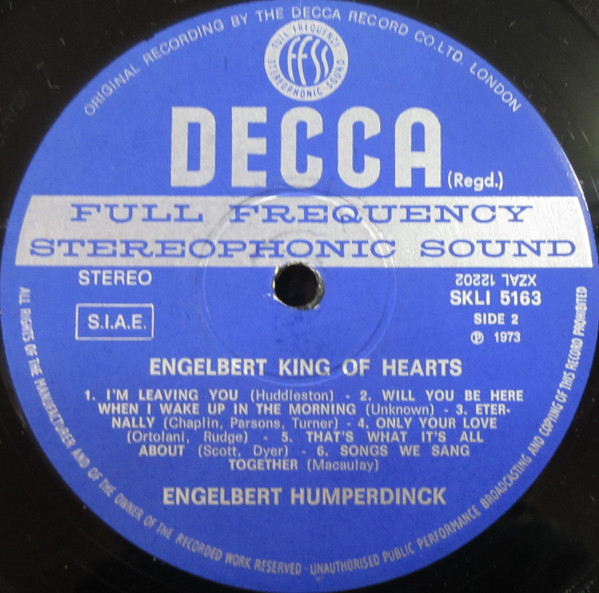 ORIGINAL RECORDING BY THE DECCA RECORD CO. LTD. LONDON
FULL FREQUENCY
FFSS
STEREOPHONIC SOUND
DECCA
(Regd.)
FULL FREQUENCY
STEREOPHONIC SOUND
STEREO
XZAL 12202
SKLI 5163
S.I.A.E.
SIDE 2
Ⓟ 1973
ENGELBERT KING OF HEARTS
1. I'M LEAVING YOU (Huddleston) - 2. WILL YOU BE HERE
WHEN I WAKE UP IN THE MORNING (Unknown) - 3. ETER-
NALLY (Chaplin, Parsons, Turner) - 4. ONLY YOUR LOVE
(Ortolani, Rudge) - 5. THAT'S WHAT IT'S ALL
ABOUT (Scott, Dyer) - 6. SONGS WE SANG
TOGETHER (Macaulay)
ENGELBERT HUMPERDINCK
ALL RIGHTS OF THE MANUFACTURER AND OF THE OWNER OF THE RECORDED WORK RESERVED - UNAUTHORISED PUBLIC PERFORMANCE BROADCASTING AND COPYING OF THIS RECORD PROHIBITED